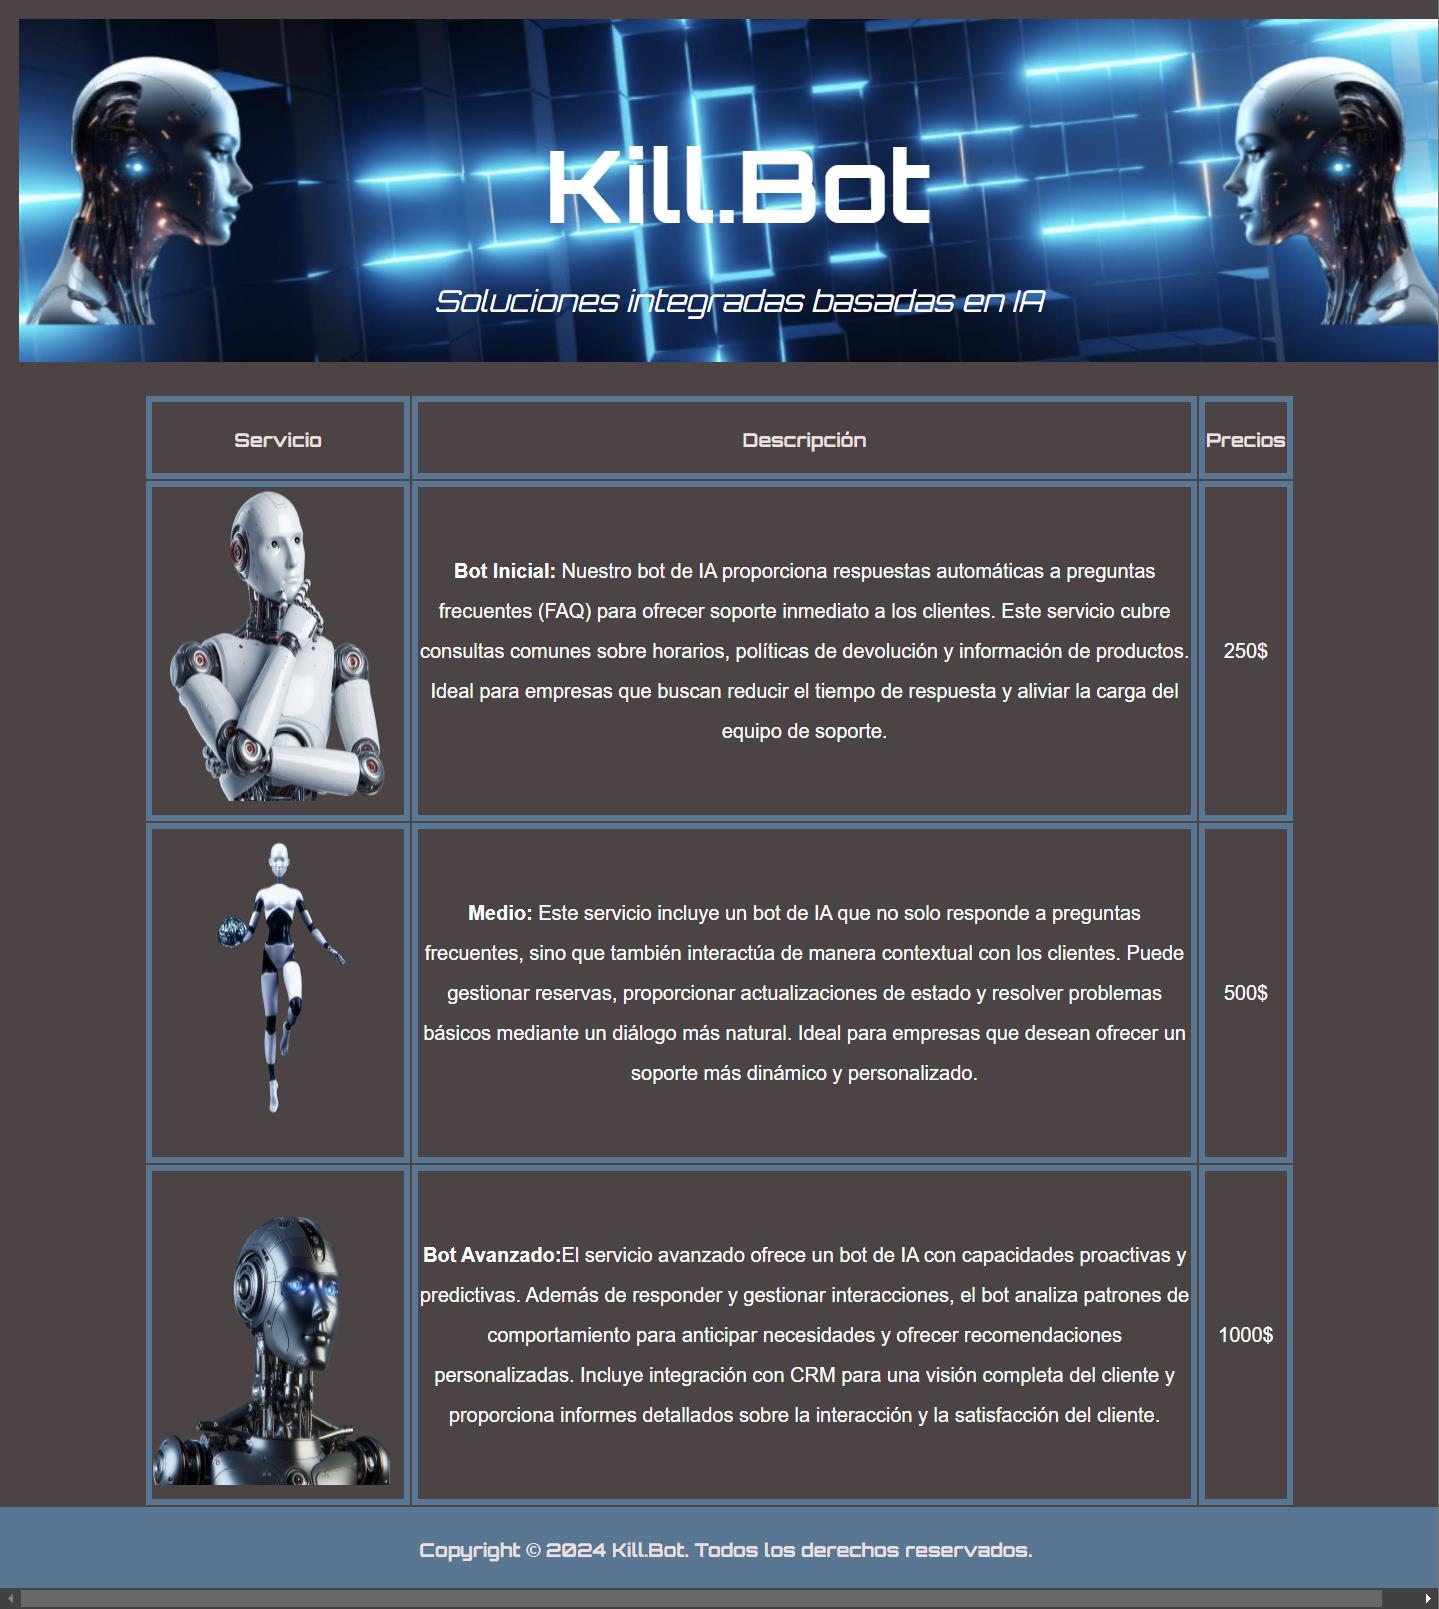 Kill.Bot
Soluciones integradas basadas en IA
Servicio
Descripción
Precios
Bot Inicial: Nuestro bot de IA proporciona respuestas automáticas a preguntas
frecuentes (FAQ) para ofrecer soporte inmediato a los clientes. Este servicio cubre
consultas comunes sobre horarios, políticas de devolución y información de productos.
Ideal para empresas que buscan reducir el tiempo de respuesta y aliviar la carga del
equipo de soporte.
250$
Medio: Este servicio incluye un bot de IA que no solo responde a preguntas
frecuentes, sino que también interactúa de manera contextual con los clientes. Puede
gestionar reservas, proporcionar actualizaciones de estado y resolver problemas
básicos mediante un diálogo más natural. Ideal para empresas que desean ofrecer un
soporte más dinámico y personalizado.
500$
Bot Avanzado:El servicio avanzado ofrece un bot de IA con capacidades proactivas y
predictivas. Además de responder y gestionar interacciones, el bot analiza patrones de
comportamiento para anticipar necesidades y ofrecer recomendaciones
personalizadas. Incluye integración con CRM para una visión completa del cliente y
proporciona informes detallados sobre la interacción y la satisfacción del cliente.
1000$
Copyright © 2024 Kill.Bot. Todos los derechos reservados.